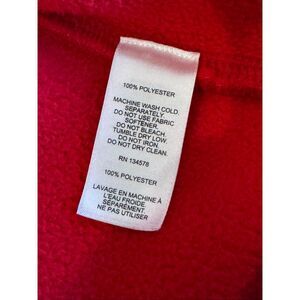 100% POLYESTER
MACHINE WASH COLD
SEPARATELY.
DO NOT USE FABRIC
SOFTENER.
DO NOT BLEACH.
TUMBLE DRY LOW
DO NOT IRON.
DO NOT DRY CLEAN.
RN 134578
100% POLYESTER
LAVAGE EN MACHINE À
L'EAU FROIDE
SÉPARÉMENT
NE PAS UTILISER